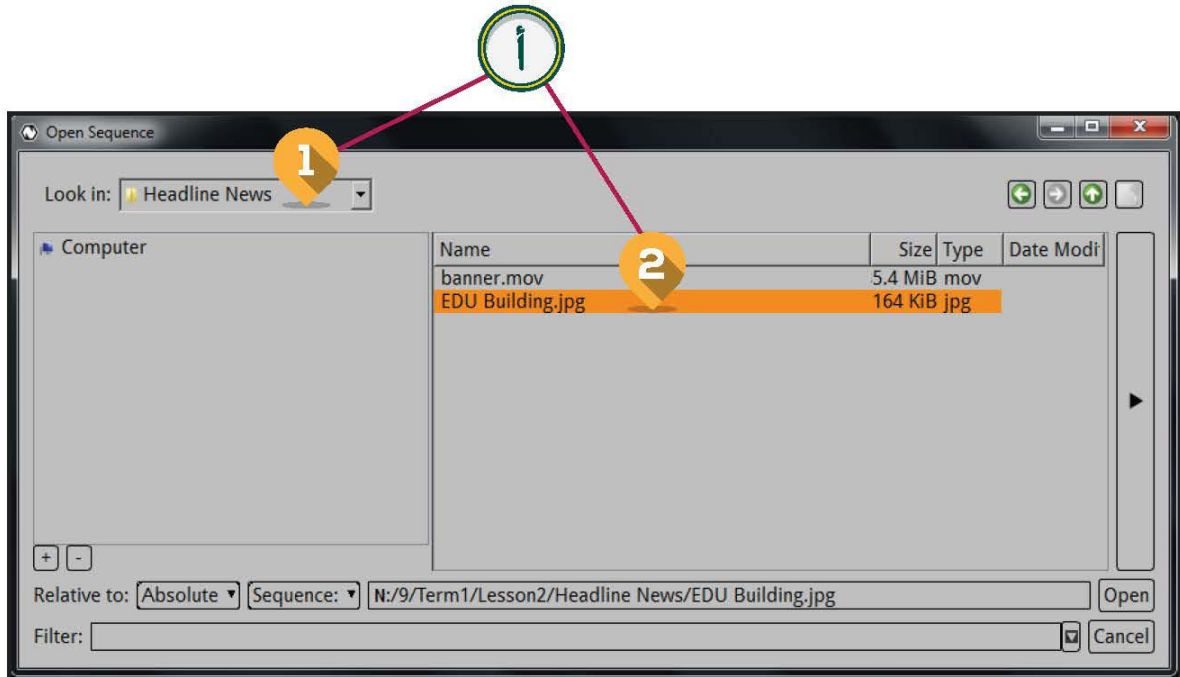 أ
Open Sequence
1
Look in: Headline News
Computer
Name Size Type Date Modi
2
banner.mov 5.4 MiB mov
EDU Building.jpg 164 KiB jpg
+ -
Relative to: Absolute Sequence: N:/9/Term1/Lesson2/Headline News/EDU Building.jpg Open
Filter: Cancel